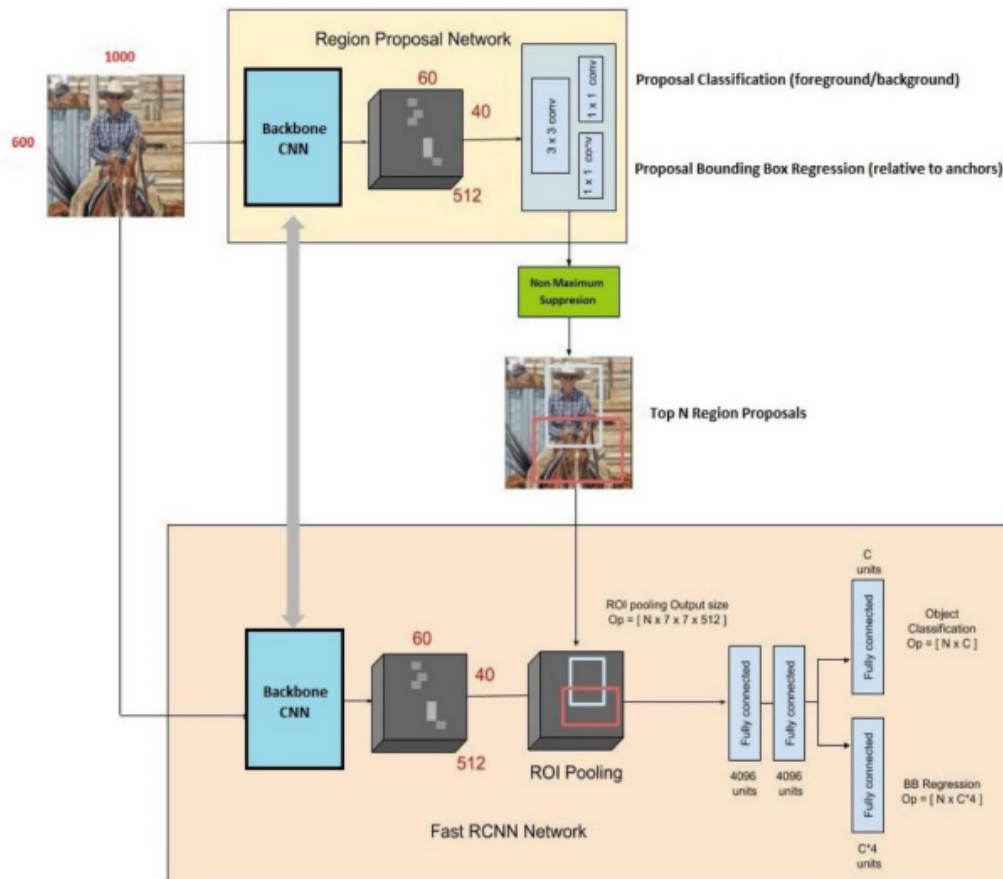 1000
600
Region Proposal Network
Backbone
CNN
60
40
512
3 x 3 conv
1 x 1 conv
1 x 1 conv
Proposal Classification (foreground/background)
Proposal Bounding Box Regression (relative to anchors)
Non Maximum
Suppresion
Top N Region Proposals
Backbone
CNN
60
40
512
ROI pooling Output size
Op = [ N x 7 x 7 x 512 ]
ROI Pooling
Fully connected
4096
units
Fully connected
4096
units
C
units
Fully connected
Object
Classification
Op = [ N x C ]
Fully connected
C*4
units
BB Regression
Op = [ N x C*4 ]
Fast RCNN Network